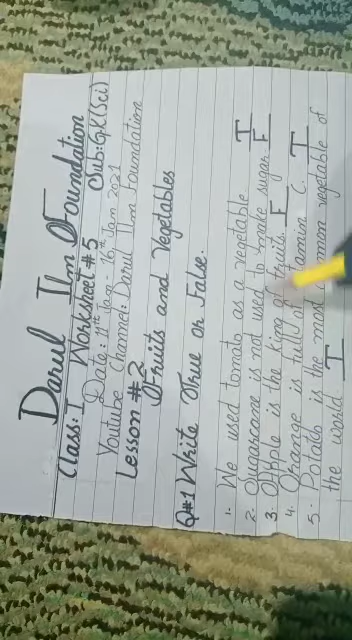 Darul Ilm Foundation
Class: I Worksheet #5 Sub: G.K(Sci)
Date: 11th Jan - 16th Jan 2021
Youtube Channel: Darul Ilm Foundation
Lesson #2
Fruits and Vegetables
Q#1 Write True or False.
1. We used tomato as a vegetable T
2. Sugarcane is not used to make sugar. F
3. Apple is the king fruits. F
4. Orange is full of C. T
5. Potato is the most vegetable of
the world T